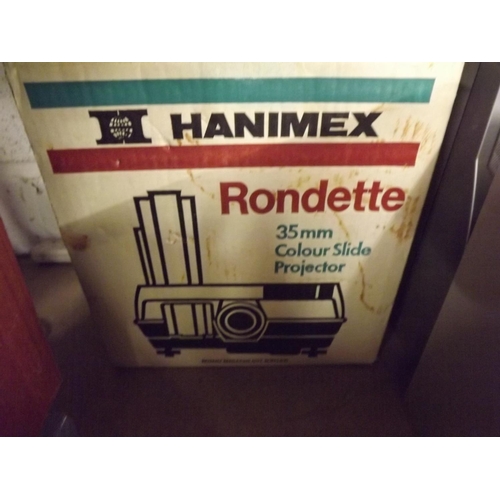 HANIMEX
Rondette
35mm
Colour Slide
Projector